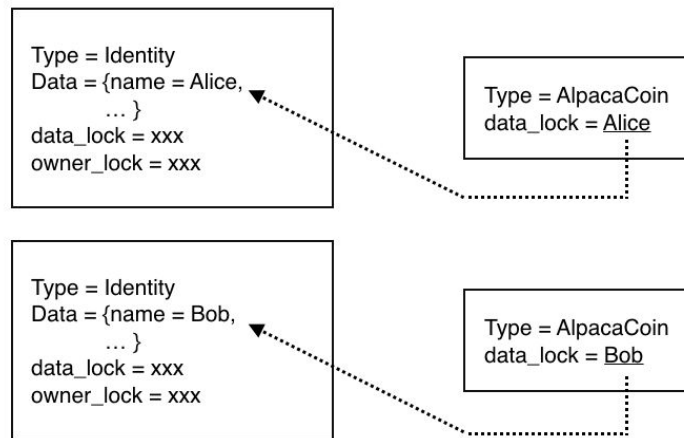 Type = Identity
Data = {name = Alice,
... }
data_lock = xxx
owner_lock = xxx
Type = AlpacaCoin
data_lock = Alice
Type = Identity
Data = {name = Bob,
... }
data_lock = xxx
owner_lock = xxx
Type = AlpacaCoin
data_lock = Bob